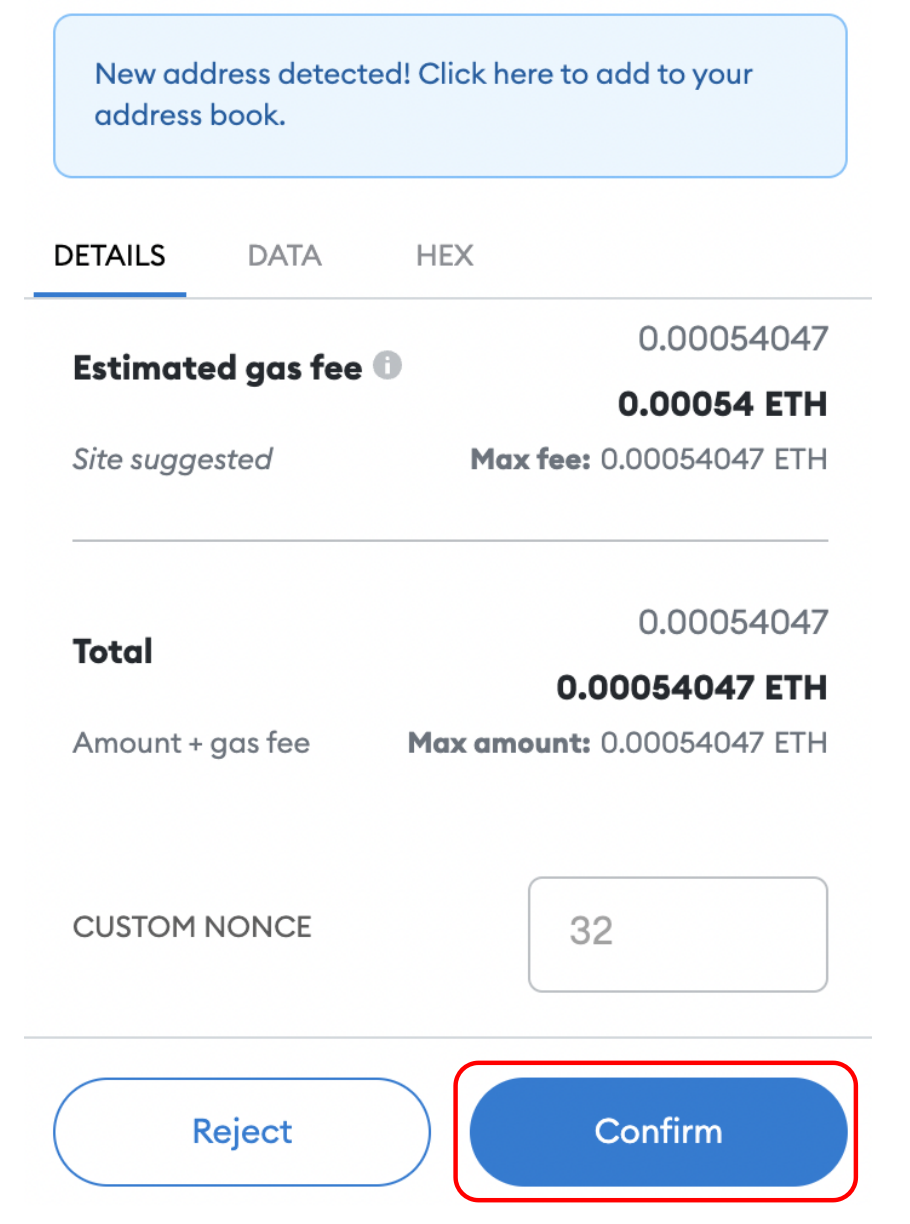 New address detected! Click here to add to your
address book.
DETAILS DATA HEX
0.00054047
Estimated gas fee
0.00054 ETH
Site suggested Max fee: 0.00054047 ETH
0.00054047
Total
0.00054047 ETH
Amount + gas fee Max amount: 0.00054047 ETH
CUSTOM NONCE 32
Reject Confirm